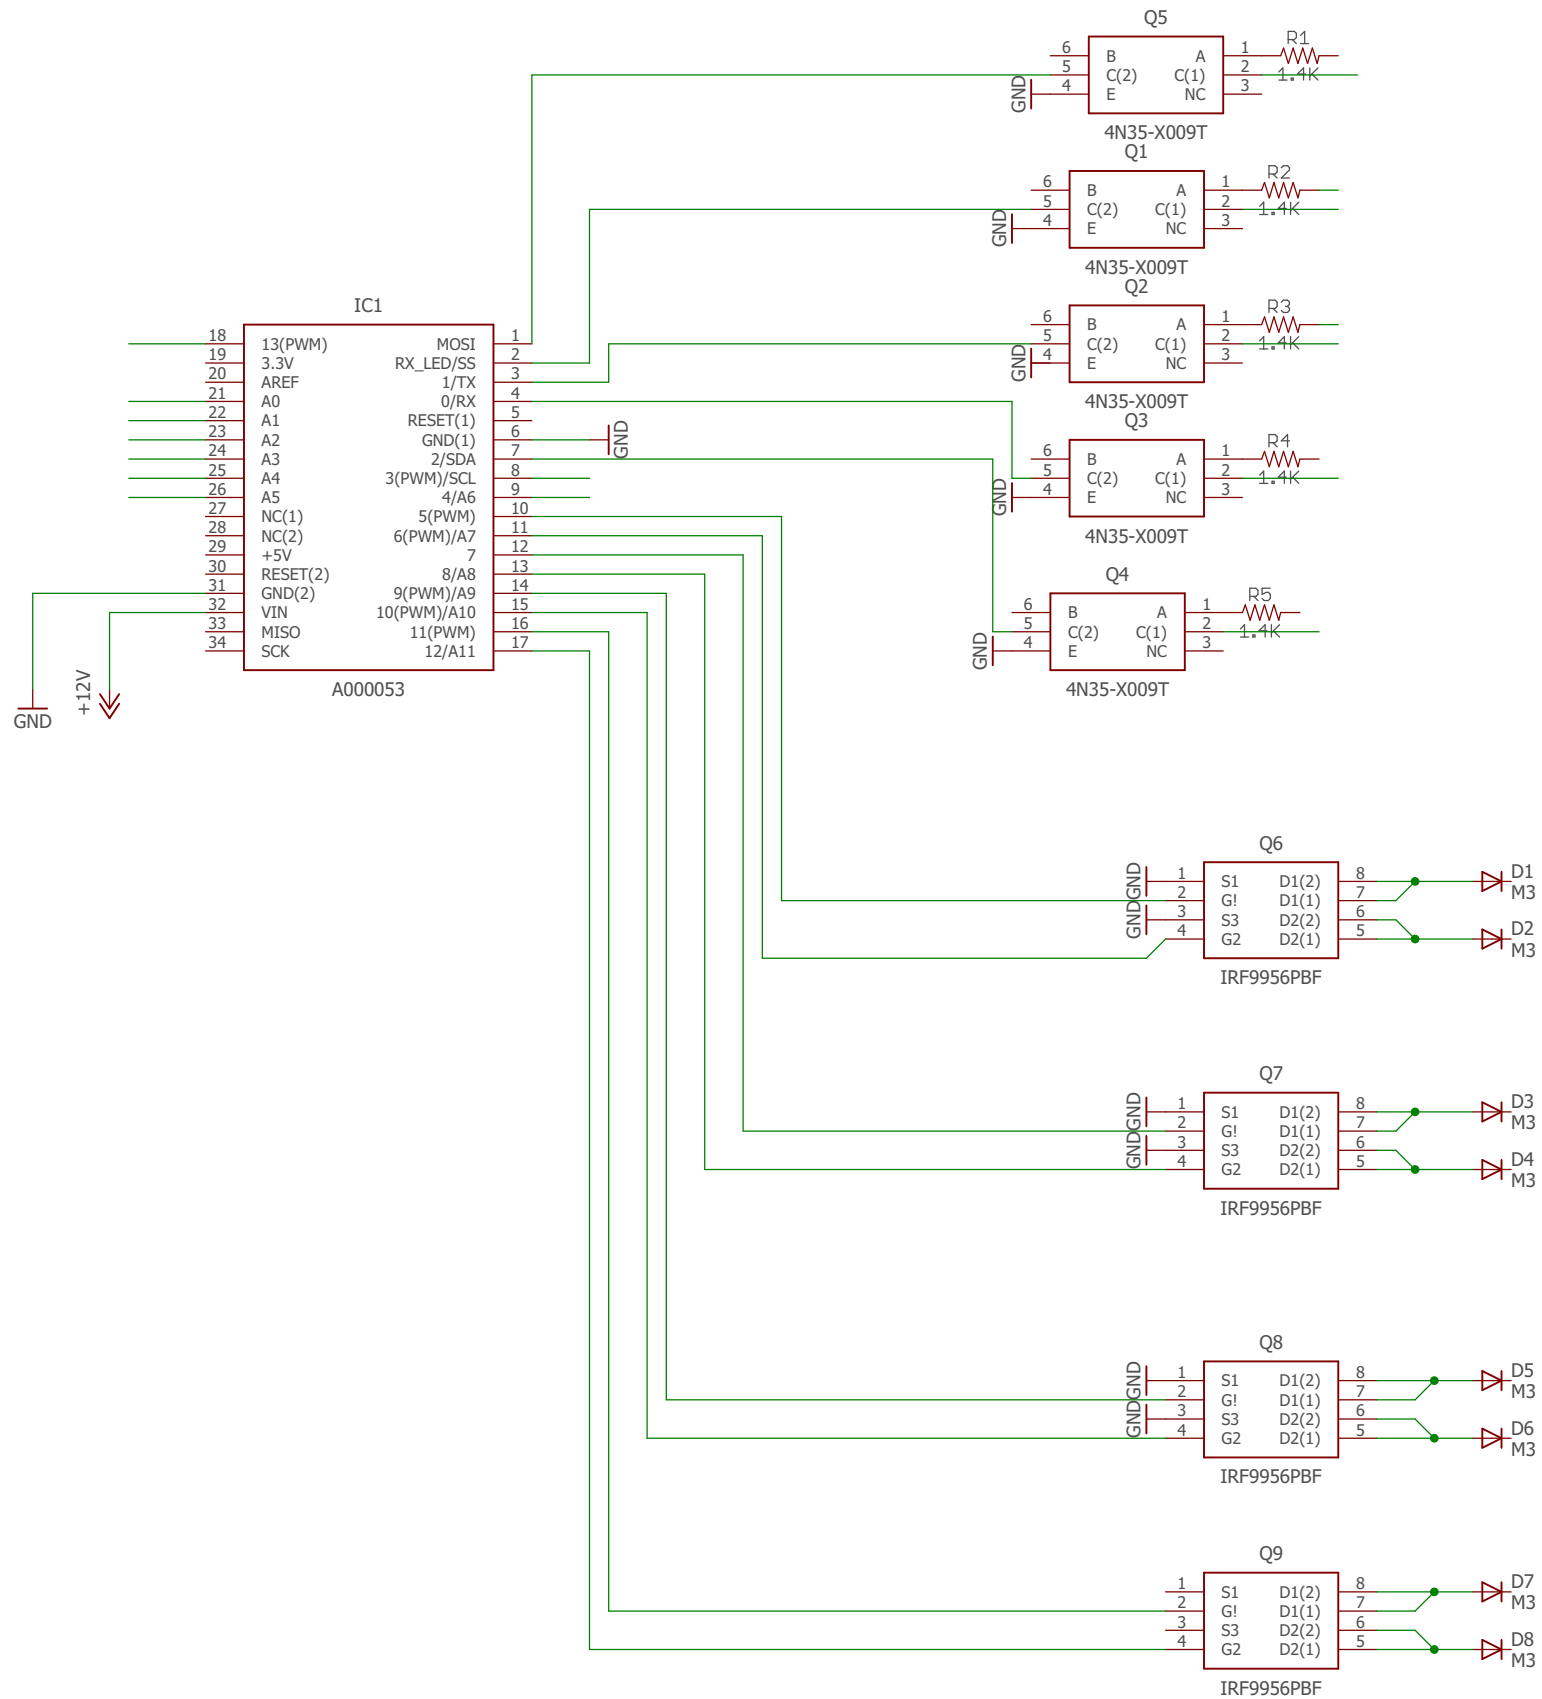 Q5
6 B A 1 R1
5 C(2) C(1) 2 1.4K
GND 4 E NC 3
4N35-X009T
Q1
6 B A 1 R2
5 C(2) C(1) 2 1.4K
GND 4 E NC 3
4N35-X009T
Q2
6 B A 1 R3
5 C(2) C(1) 2 1.4K
GND 4 E NC 3
4N35-X009T
Q3
6 B A 1 R4
5 C(2) C(1) 2 1.4K
GND 4 E NC 3
4N35-X009T
Q4
6 B A 1 R5
5 C(2) C(1) 2 1.4K
GND 4 E NC 3
4N35-X009T
IC1
18 13(PWM) MOSI 1
19 3.3V RX_LED/SS 2
20 AREF 1/TX 3
21 A0 0/RX 4
22 A1 RESET(1) 5
23 A2 GND(1) 6 GND
24 A3 2/SDA 7
25 A4 3(PWM)/SCL 8
26 A5 4/A6 9
27 NC(1) 5(PWM) 10
28 NC(2) 6(PWM)/A7 11
29 +5V 7 12
30 RESET(2) 8/A8 13
31 GND(2) 9(PWM)/A9 14
32 VIN 10(PWM)/A10 15
33 MISO 11(PWM) 16
34 SCK 12/A11 17
A000053
GND
+12V
Q6
GND 1 S1 D1(2) 8 D1
2 G! D1(1) 7 M3
GND 3 S3 D2(2) 6 D2
4 G2 D2(1) 5 M3
IRF9956PBF
Q7
GND 1 S1 D1(2) 8 D3
2 G! D1(1) 7 M3
GND 3 S3 D2(2) 6 D4
4 G2 D2(1) 5 M3
IRF9956PBF
Q8
GND 1 S1 D1(2) 8 D5
2 G! D1(1) 7 M3
GND 3 S3 D2(2) 6 D6
4 G2 D2(1) 5 M3
IRF9956PBF
Q9
1 S1 D1(2) 8 D7
2 G! D1(1) 7 M3
3 S3 D2(2) 6 D8
4 G2 D2(1) 5 M3
IRF9956PBF